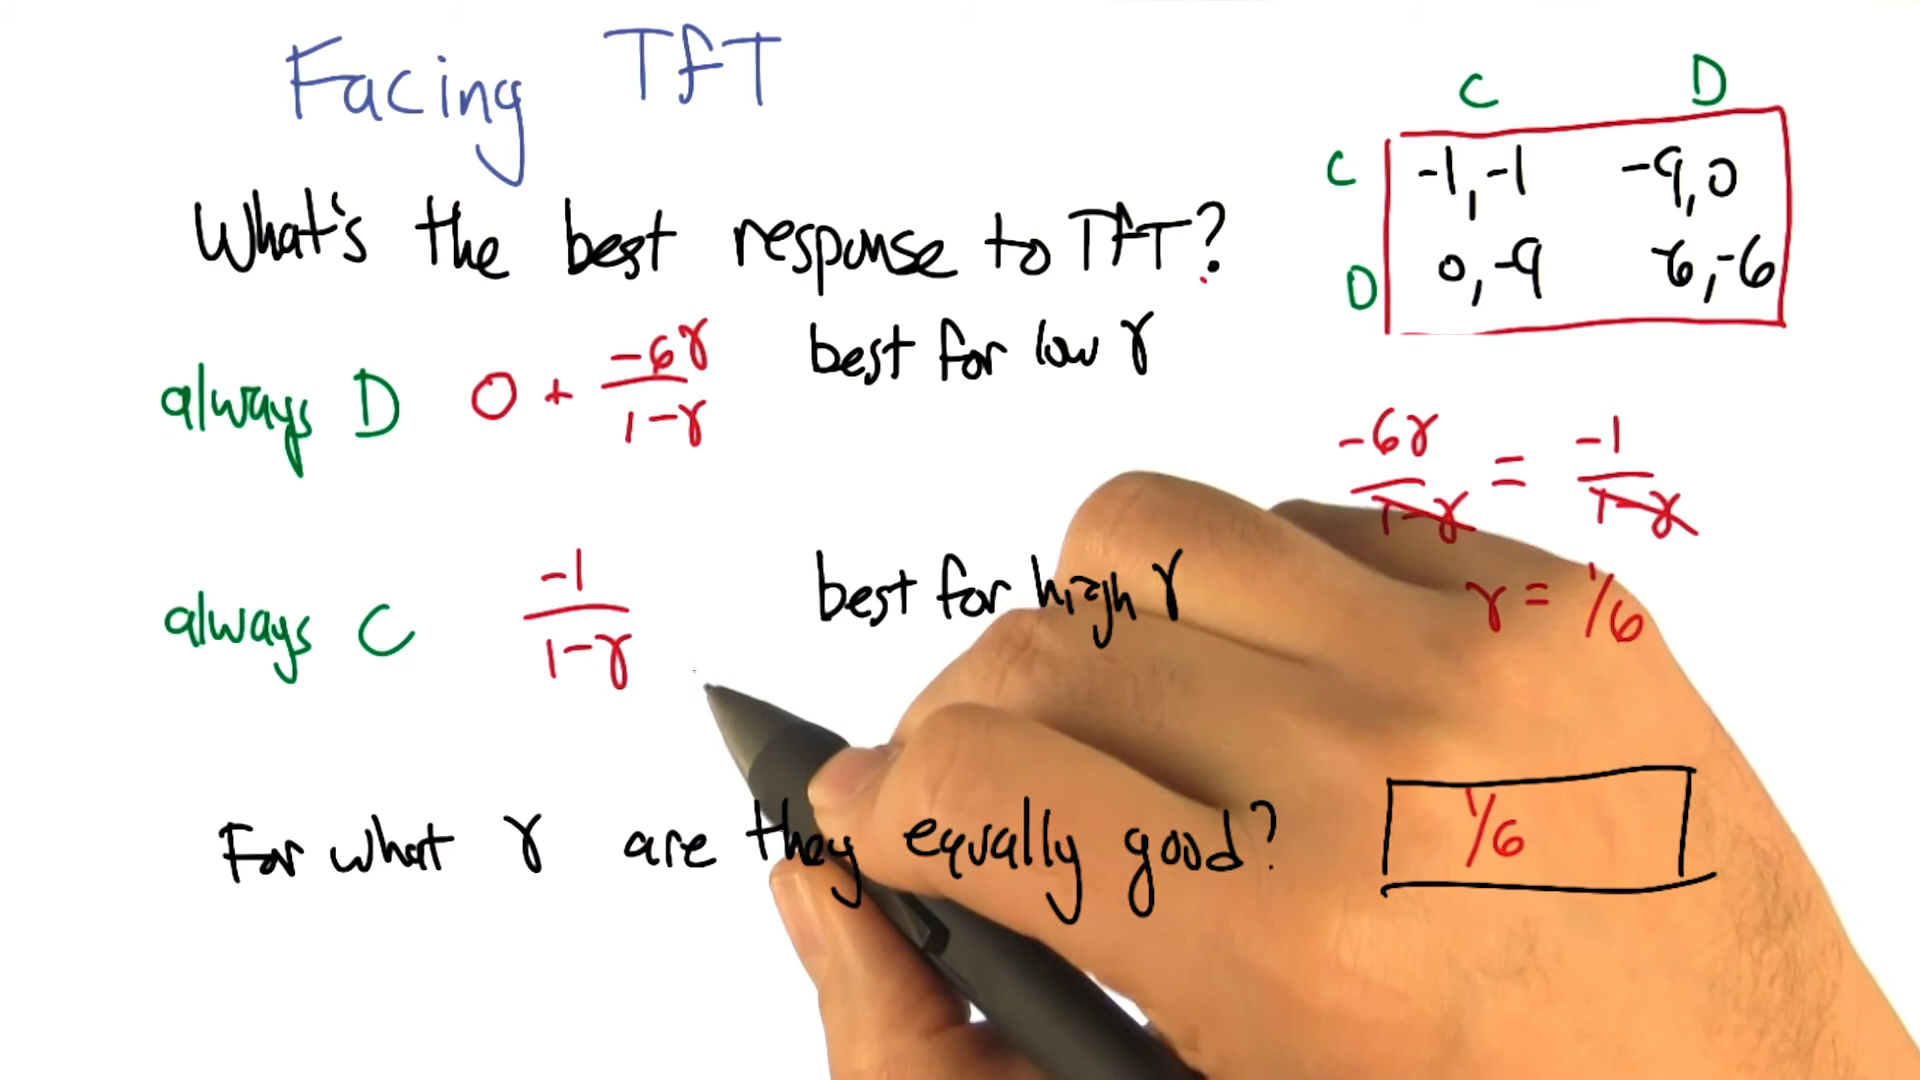 Facing TfT
C D
C -1,-1 -9,0
D 0,-9 -6,-6
What's the best response to TfT?
always D 0 + -6γ / 1-γ best for low γ
-6γ / 1-γ = -1 / 1-γ
γ = 1/6
always C -1 / 1-γ best for high γ
For what γ are they equally good? 1/6